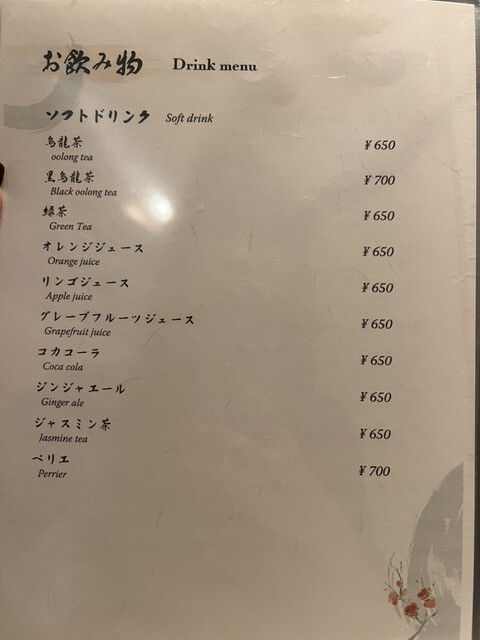 お飲み物 Drink menu
ソフトドリンク Soft drink
烏龍茶 ¥650
oolong tea
黒烏龍茶 ¥700
Black oolong tea
緑茶 ¥650
Green Tea
オレンジジュース ¥650
Orange juice
リンゴジュース ¥650
Apple juice
グレープフルーツジュース ¥650
Grapefruit juice
コカコーラ ¥650
Coca cola
ジンジャエール ¥650
Ginger ale
ジャスミン茶 ¥650
Jasmine tea
ペリエ ¥700
Perrier